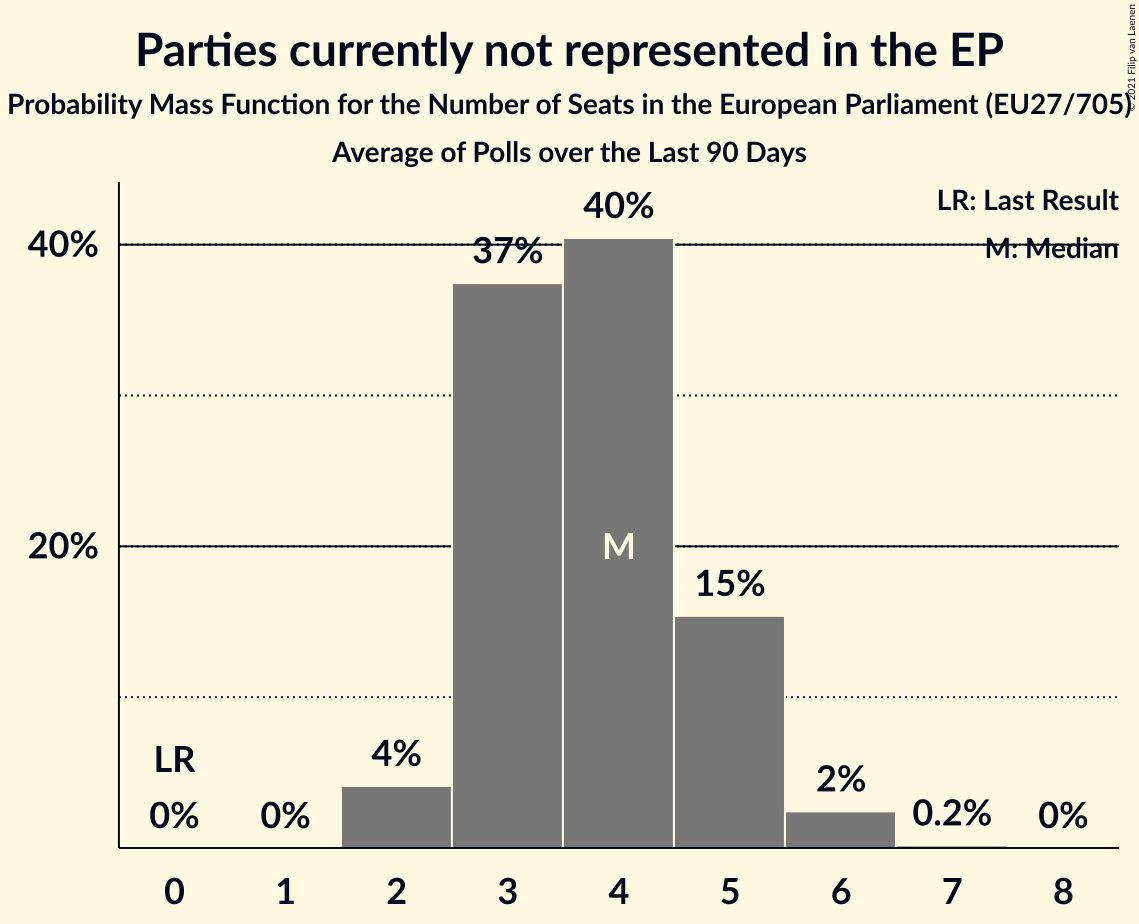 Parties currently not represented in the EP
Probability Mass Function for the Number of Seats in the European Parliament (EU27/705)
Average of Polls over the Last 90 Days
© 2021 Filip van Laenen
LR: Last Result
M: Median
40%
20%
LR
0%
0%
4%
37%
40%
M
15%
2%
0.2%
0%
0 1 2 3 4 5 6 7 8